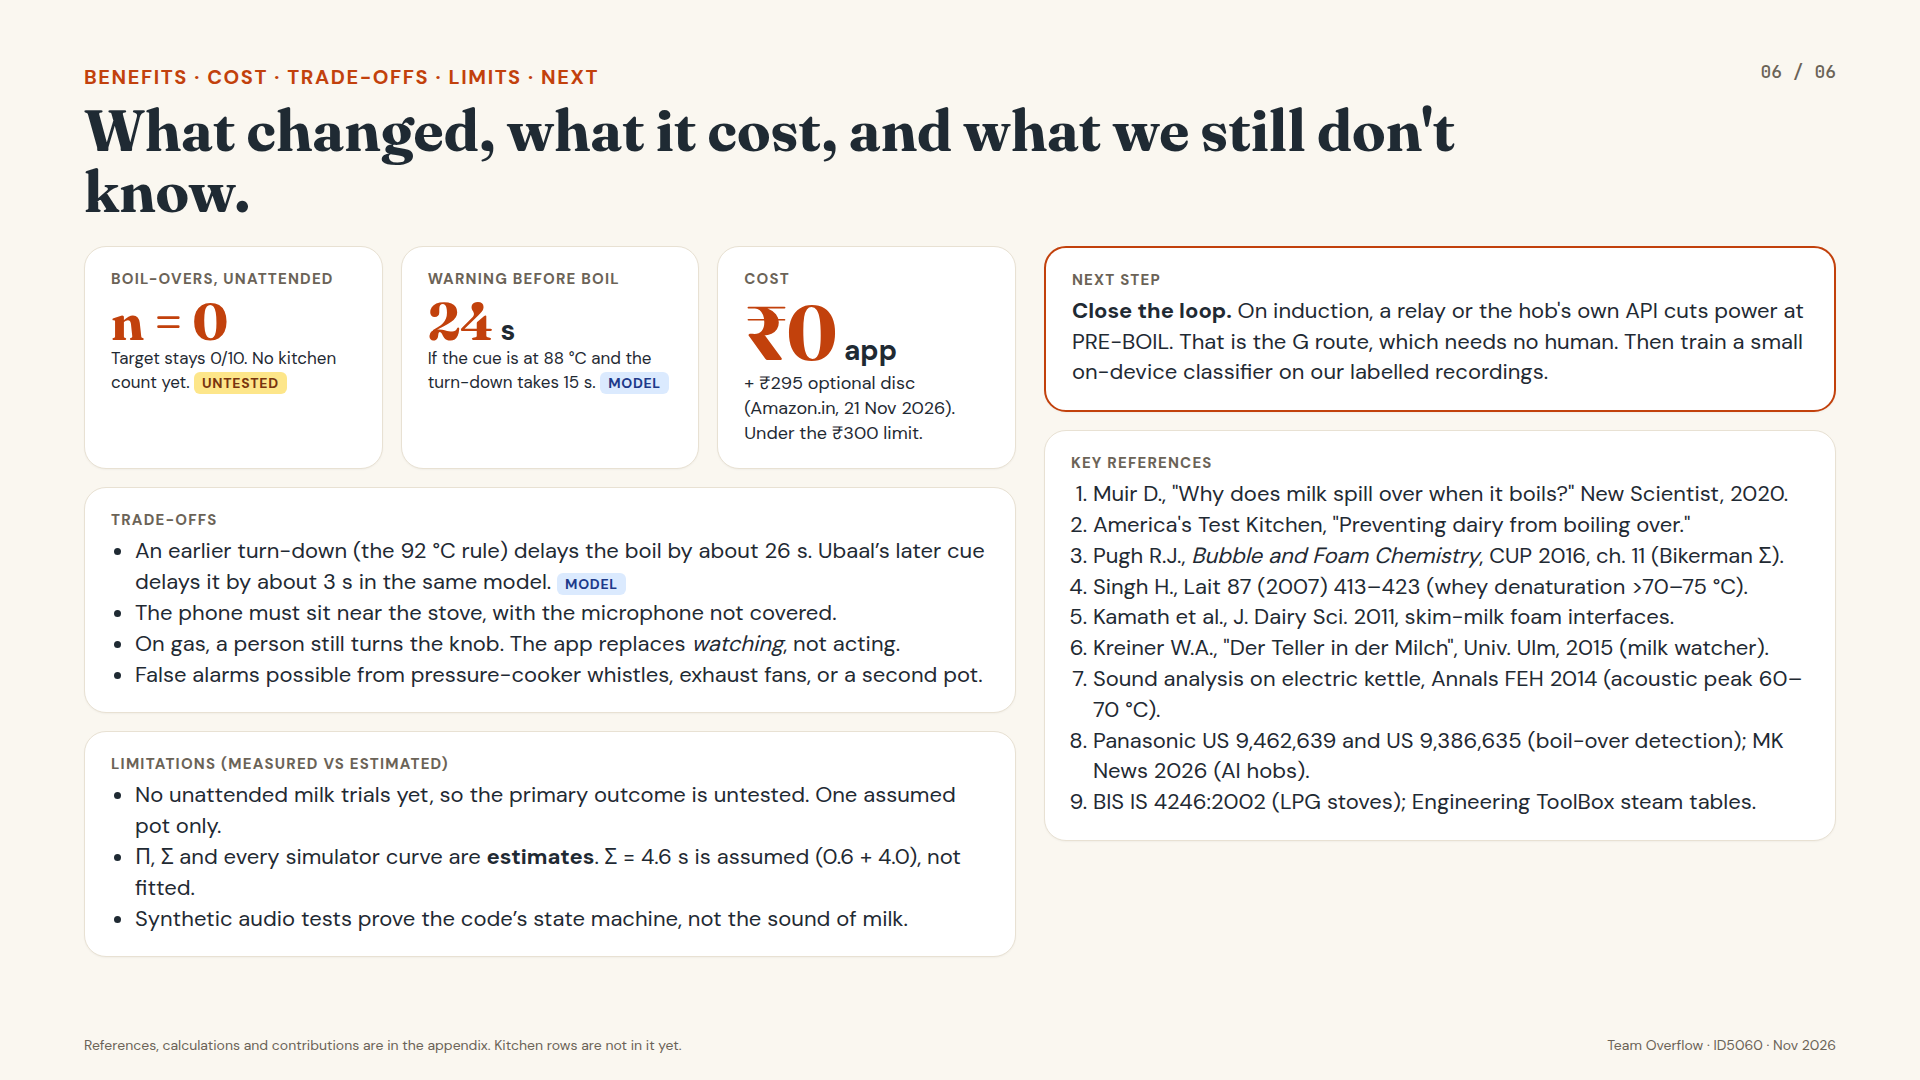 BENEFITS · COST · TRADE-OFFS · LIMITS · NEXT
06 / 06
What changed, what it cost, and what we still don't
know.
BOIL-OVERS, UNATTENDED
n = 0
Target stays 0/10. No kitchen
count yet. UNTESTED
WARNING BEFORE BOIL
24 s
If the cue is at 88 °C and the
turn-down takes 15 s. MODEL
COST
₹0 app
+ ₹295 optional disc
(Amazon.in, 21 Nov 2026).
Under the ₹300 limit.
TRADE-OFFS
• An earlier turn-down (the 92 °C rule) delays the boil by about 26 s. Ubaal’s later cue
delays it by about 3 s in the same model. MODEL
• The phone must sit near the stove, with the microphone not covered.
• On gas, a person still turns the knob. The app replaces watching, not acting.
• False alarms possible from pressure-cooker whistles, exhaust fans, or a second pot.
LIMITATIONS (MEASURED VS ESTIMATED)
• No unattended milk trials yet, so the primary outcome is untested. One assumed
pot only.
• Π, Σ and every simulator curve are estimates. Σ = 4.6 s is assumed (0.6 + 4.0), not
fitted.
• Synthetic audio tests prove the code’s state machine, not the sound of milk.
NEXT STEP
Close the loop. On induction, a relay or the hob's own API cuts power at
PRE-BOIL. That is the G route, which needs no human. Then train a small
on-device classifier on our labelled recordings.
KEY REFERENCES
1. Muir D., "Why does milk spill over when it boils?" New Scientist, 2020.
2. America's Test Kitchen, "Preventing dairy from boiling over."
3. Pugh R.J., Bubble and Foam Chemistry, CUP 2016, ch. 11 (Bikerman Σ).
4. Singh H., Lait 87 (2007) 413–423 (whey denaturation >70–75 °C).
5. Kamath et al., J. Dairy Sci. 2011, skim-milk foam interfaces.
6. Kreiner W.A., "Der Teller in der Milch", Univ. Ulm, 2015 (milk watcher).
7. Sound analysis on electric kettle, Annals FEH 2014 (acoustic peak 60–
70 °C).
8. Panasonic US 9,462,639 and US 9,386,635 (boil-over detection); MK
News 2026 (AI hobs).
9. BIS IS 4246:2002 (LPG stoves); Engineering ToolBox steam tables.
References, calculations and contributions are in the appendix. Kitchen rows are not in it yet.
Team Overflow · ID5060 · Nov 2026